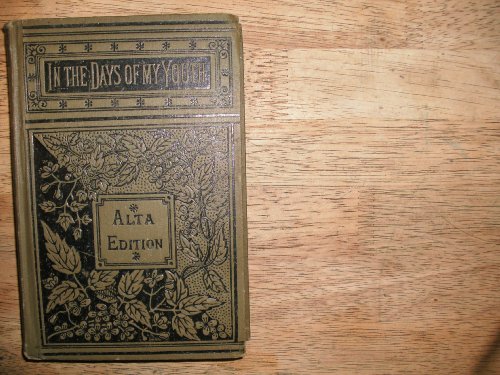 IN THE DAYS OF MY YOUTH
ALTA
EDITION